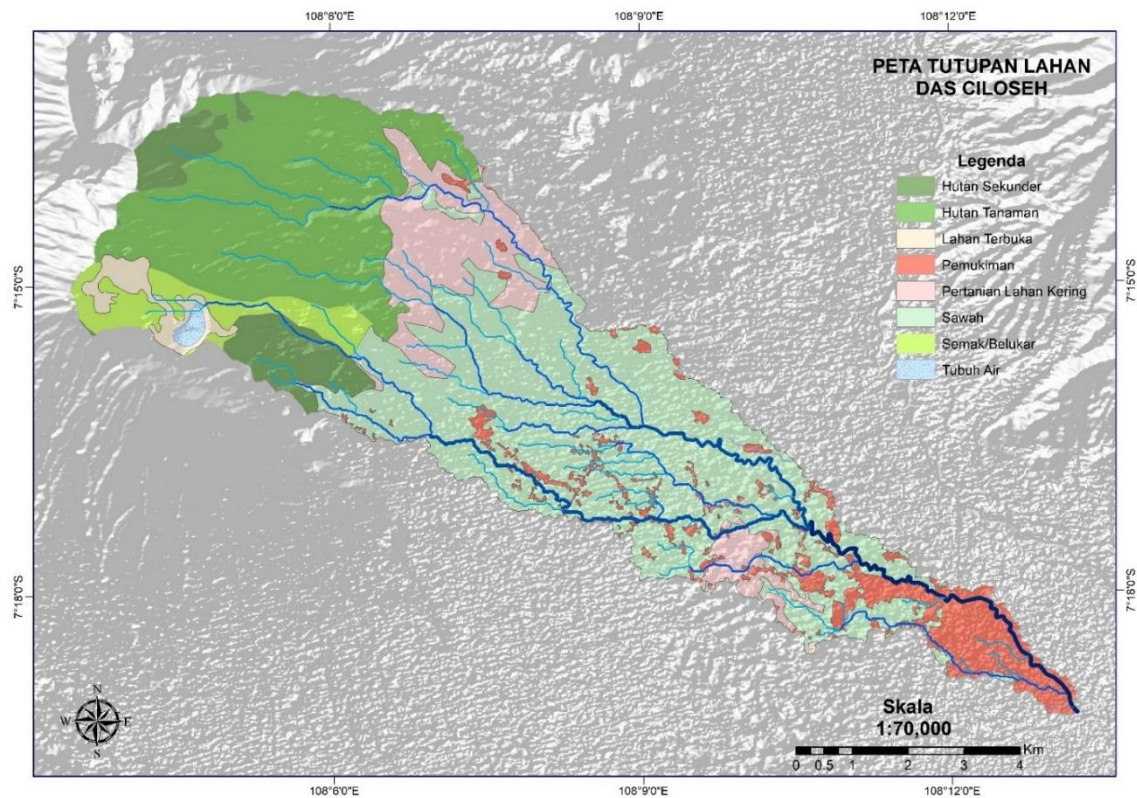 108°6'0"E
108°9'0"E
108°12'0"E
PETA TUTUPAN LAHAN
DAS CILOSEH
Legenda
Hutan Sekunder
Hutan Tanaman
Lahan Terbuka
Pemukiman
Pertanian Lahan Kering
Sawah
Semak/Belukar
Tubuh Air
7°15'0"S
7°15'0"S
7°18'0"S
7°18'0"S
N
W
E
S
Skala
1:70,000
Km
0 0.5 1 2 3 4
108°6'0"E
108°9'0"E
108°12'0"E